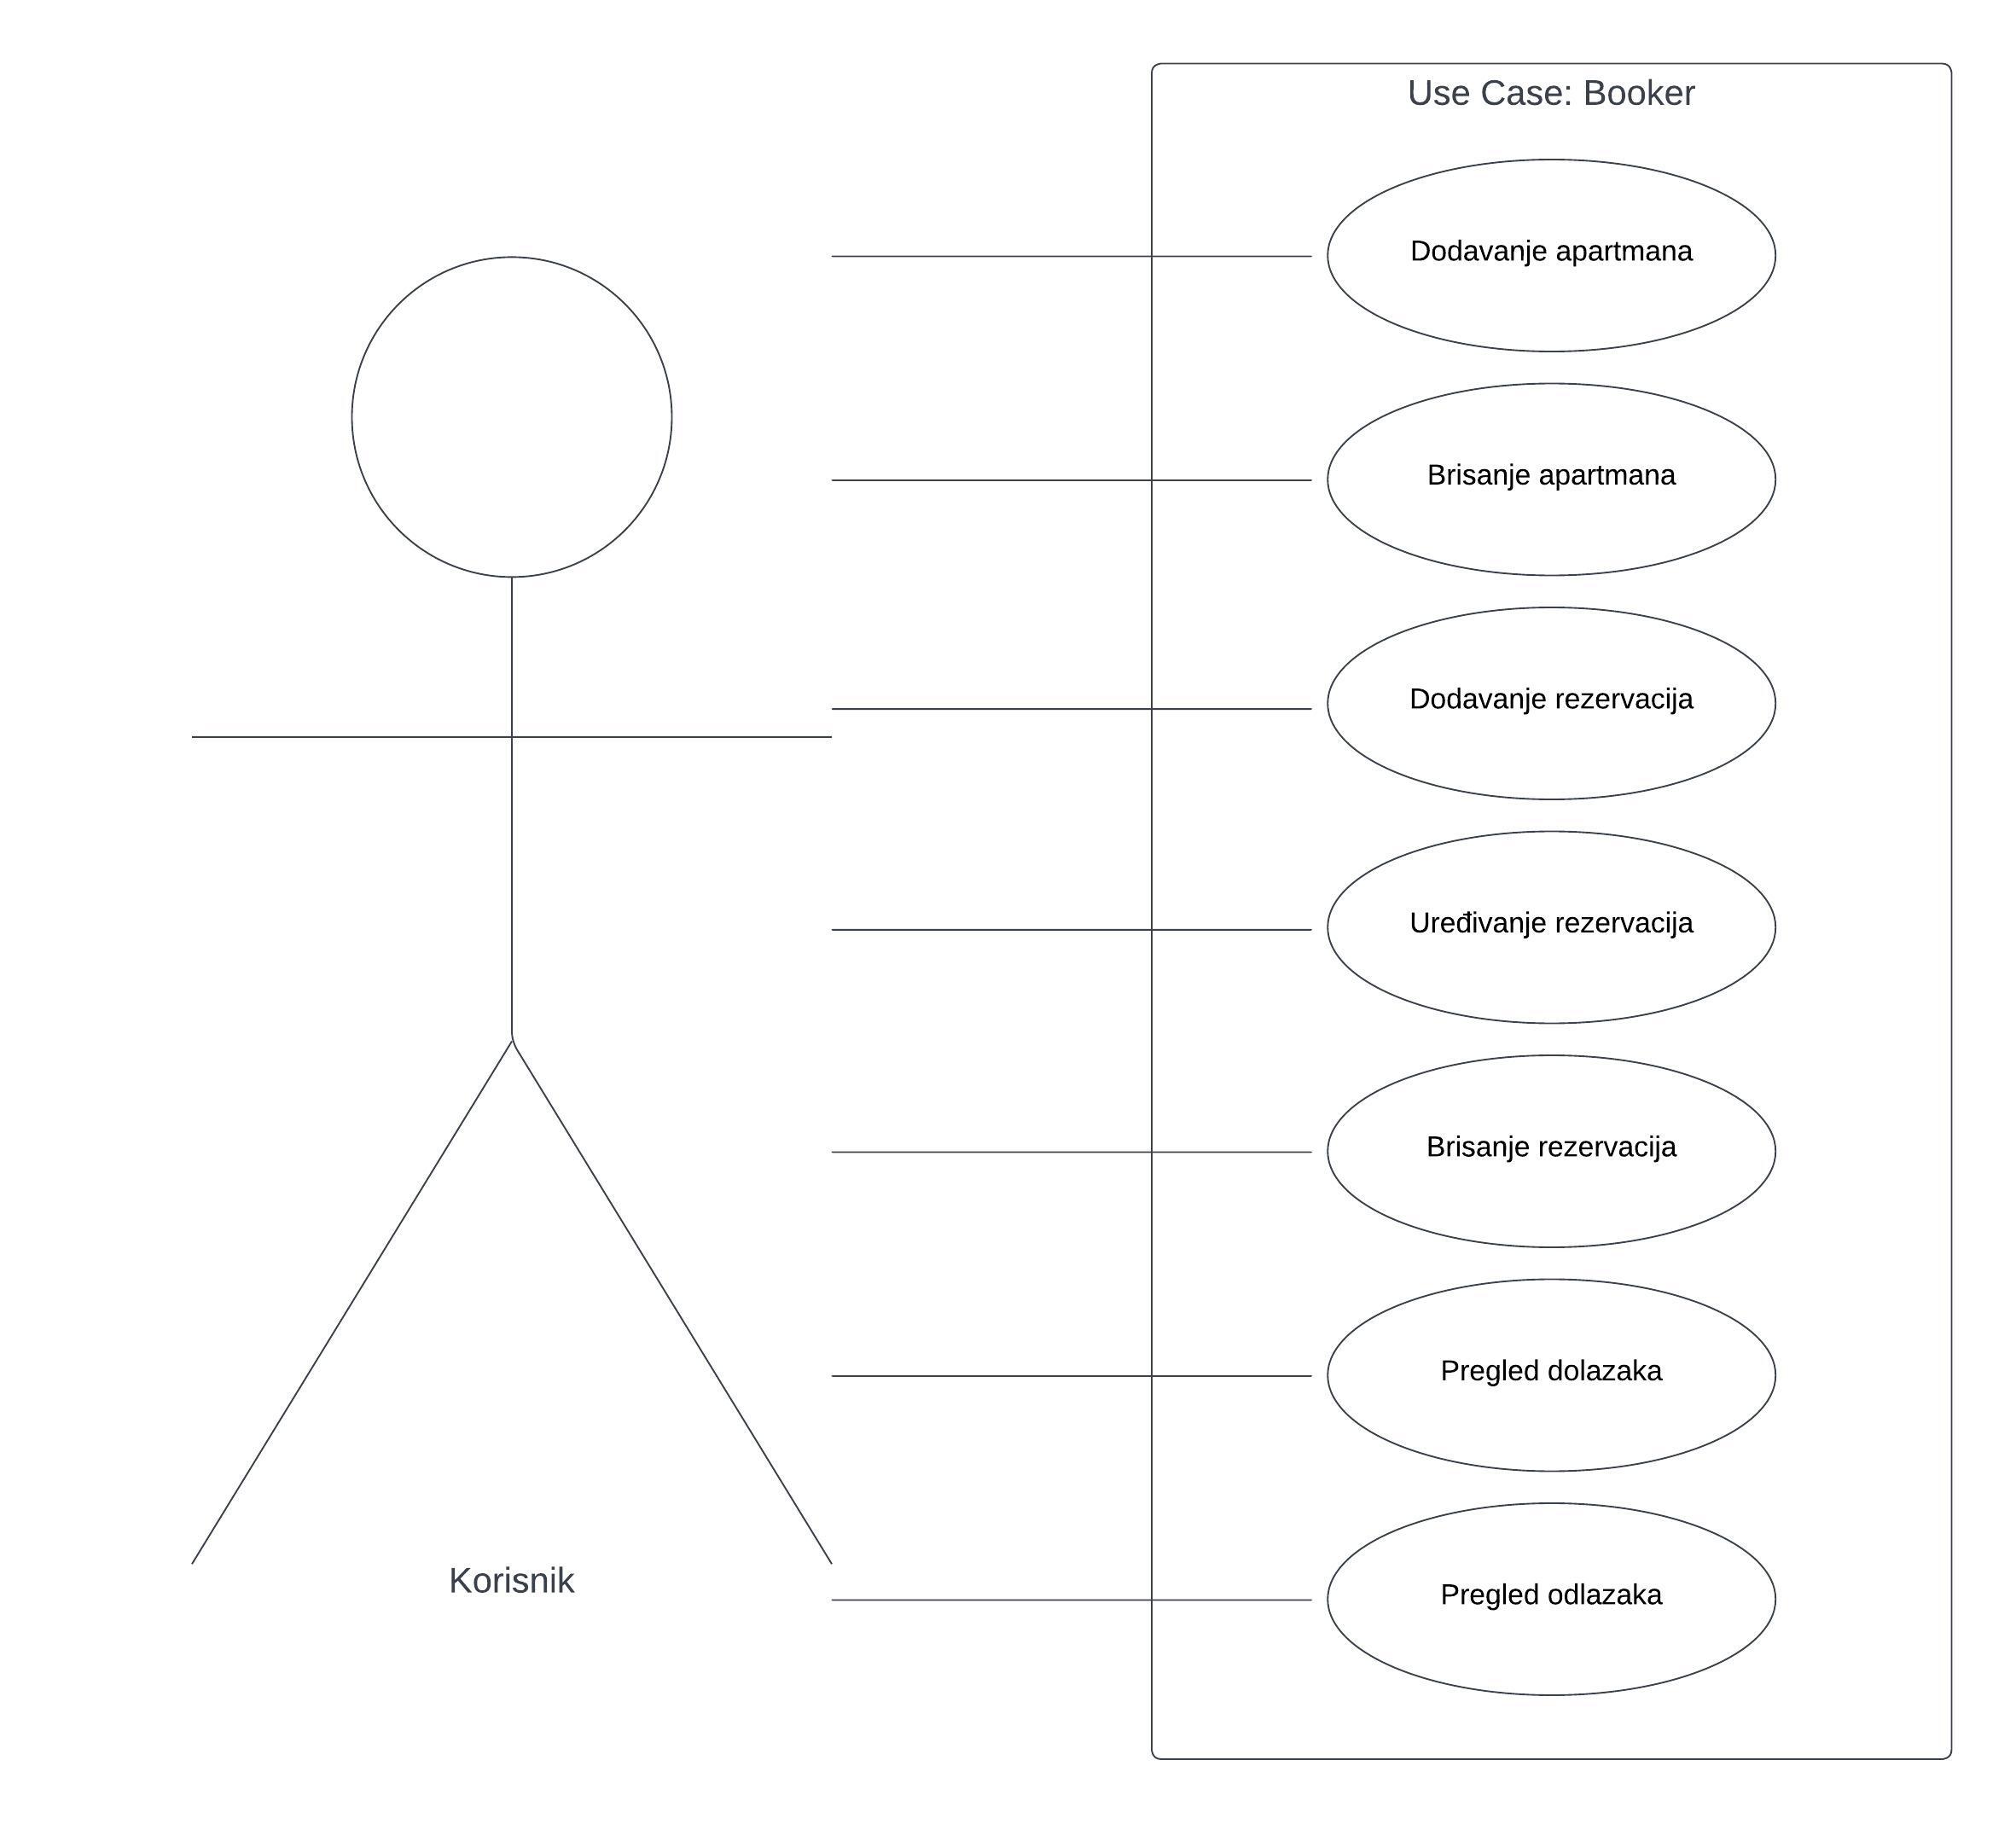 Use Case: Booker
Dodavanje apartmana
Brisanje apartmana
Dodavanje rezervacija
Uređivanje rezervacija
Brisanje rezervacija
Pregled dolazaka
Pregled odlazaka
Korisnik